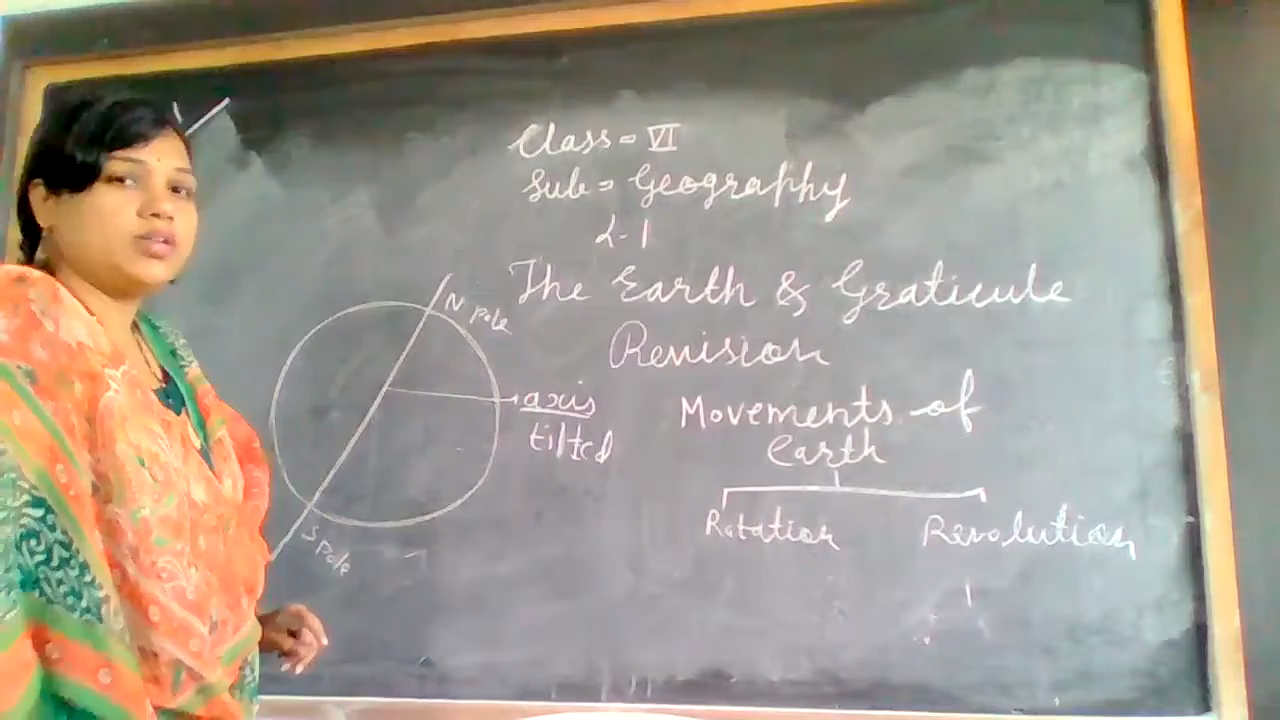 Class = VI
Sub = Geography
L-1
The Earth & Graticule
Revision
N Pole
axis
tilted
S Pole
Movements of
Earth
Rotation Revolution